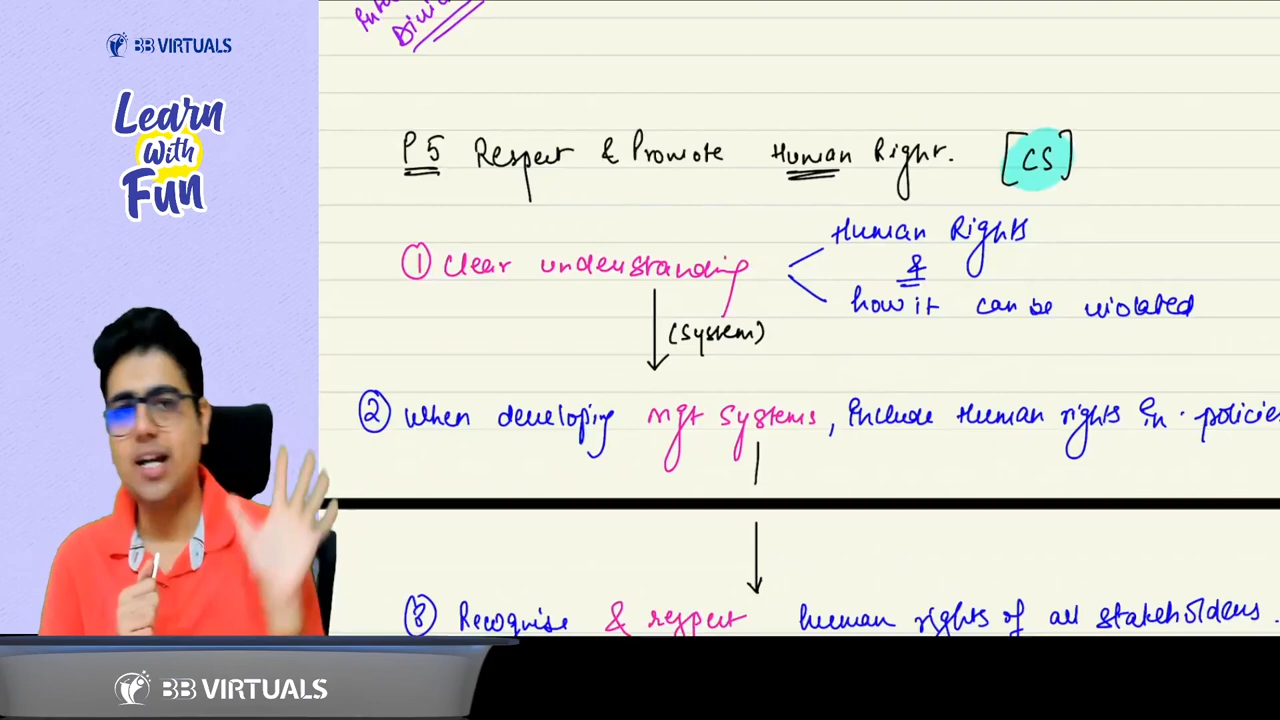 BB VIRTUALS
Learn
With
Fun
P5 Respect & Promote Human Right. [CS]
① Clear understanding
Human Rights
&
how it can be violated
(System)
② When developing mgt systems, Include Human rights in policies
③ Recognise & respect human rights of all stakeholders.
BB VIRTUALS